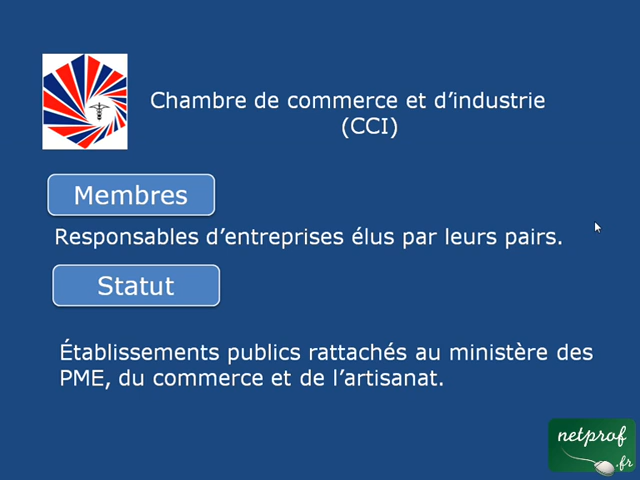 Chambre de commerce et d’industrie
(CCI)
Membres
Responsables d’entreprises élus par leurs pairs.
Statut
Établissements publics rattachés au ministère des
PME, du commerce et de l’artisanat.
netprof
.fr